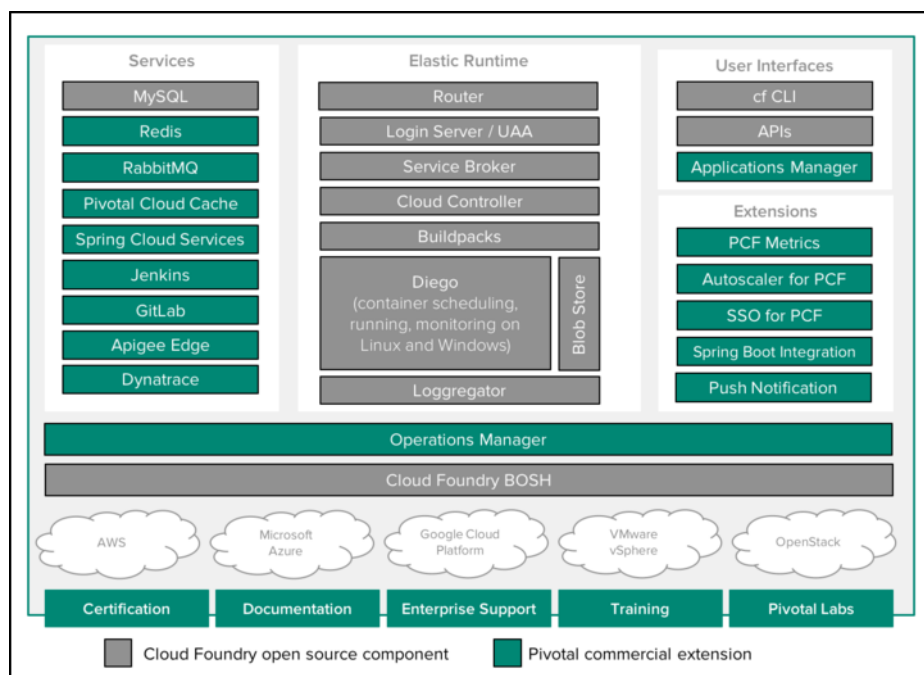 Services
MySQL
Redis
RabbitMQ
Pivotal Cloud Cache
Spring Cloud Services
Jenkins
GitLab
Apigee Edge
Dynatrace
Elastic Runtime
Router
Login Server / UAA
Service Broker
Cloud Controller
Buildpacks
Diego
(container scheduling,
running, monitoring on
Linux and Windows)
Blob Store
Loggregator
User Interfaces
cf CLI
APIs
Applications Manager
Extensions
PCF Metrics
Autoscaler for PCF
SSO for PCF
Spring Boot Integration
Push Notification
Operations Manager
Cloud Foundry BOSH
AWS
Microsoft
Azure
Google Cloud
Platform
VMware
vSphere
OpenStack
Certification
Documentation
Enterprise Support
Training
Pivotal Labs
Cloud Foundry open source component
Pivotal commercial extension